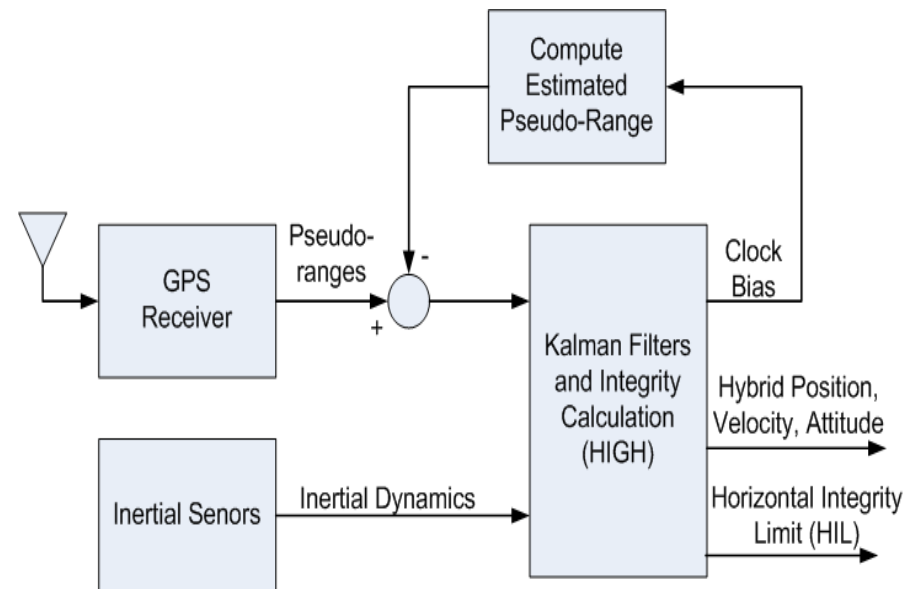 Compute
Estimated
Pseudo-Range
Pseudo-
ranges
-
+
GPS
Receiver
Clock
Bias
Kalman Filters
and Integrity
Calculation
(HIGH)
Hybrid Position,
Velocity, Attitude
Inertial Senors
Inertial Dynamics
Horizontal Integrity
Limit (HIL)